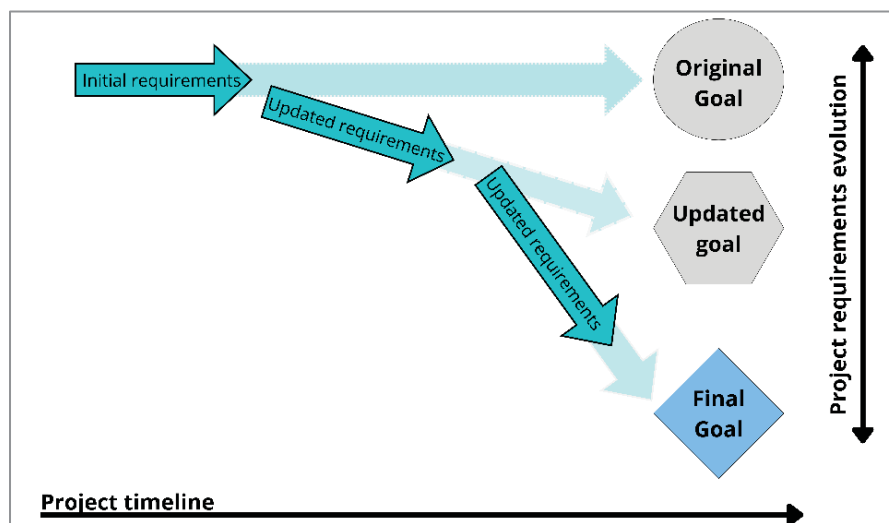 Initial requirements
Original
Goal
Updated requirements
Updated
goal
Updated requirements
Final
Goal
Project requirements evolution
Project timeline